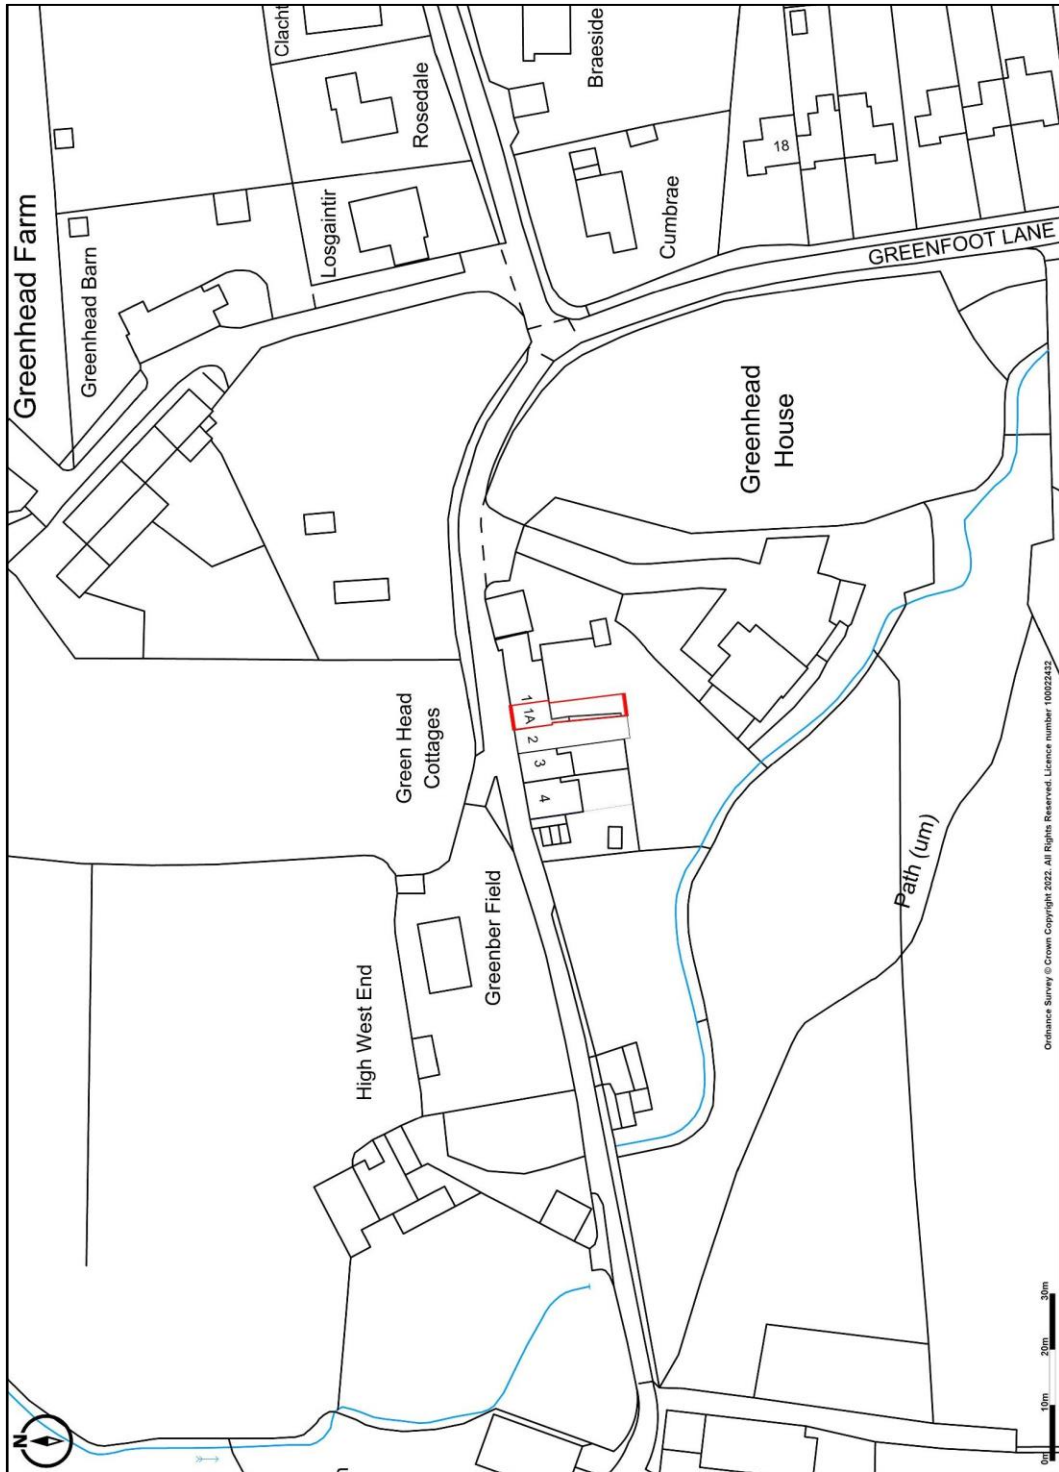 Greenhead Farm
Greenhead Barn
Clacht
Rosedale
Losgaintir
Braeside
Cumbrae
18
GREENFOOT LANE
Greenhead
House
Green Head
Cottages
1
1A
2
3
4
Greenber Field
High West End
Path (um)
N
0m
10m
20m
30m
Ordnance Survey © Crown Copyright 2022. All Rights Reserved. Licence number 100022432